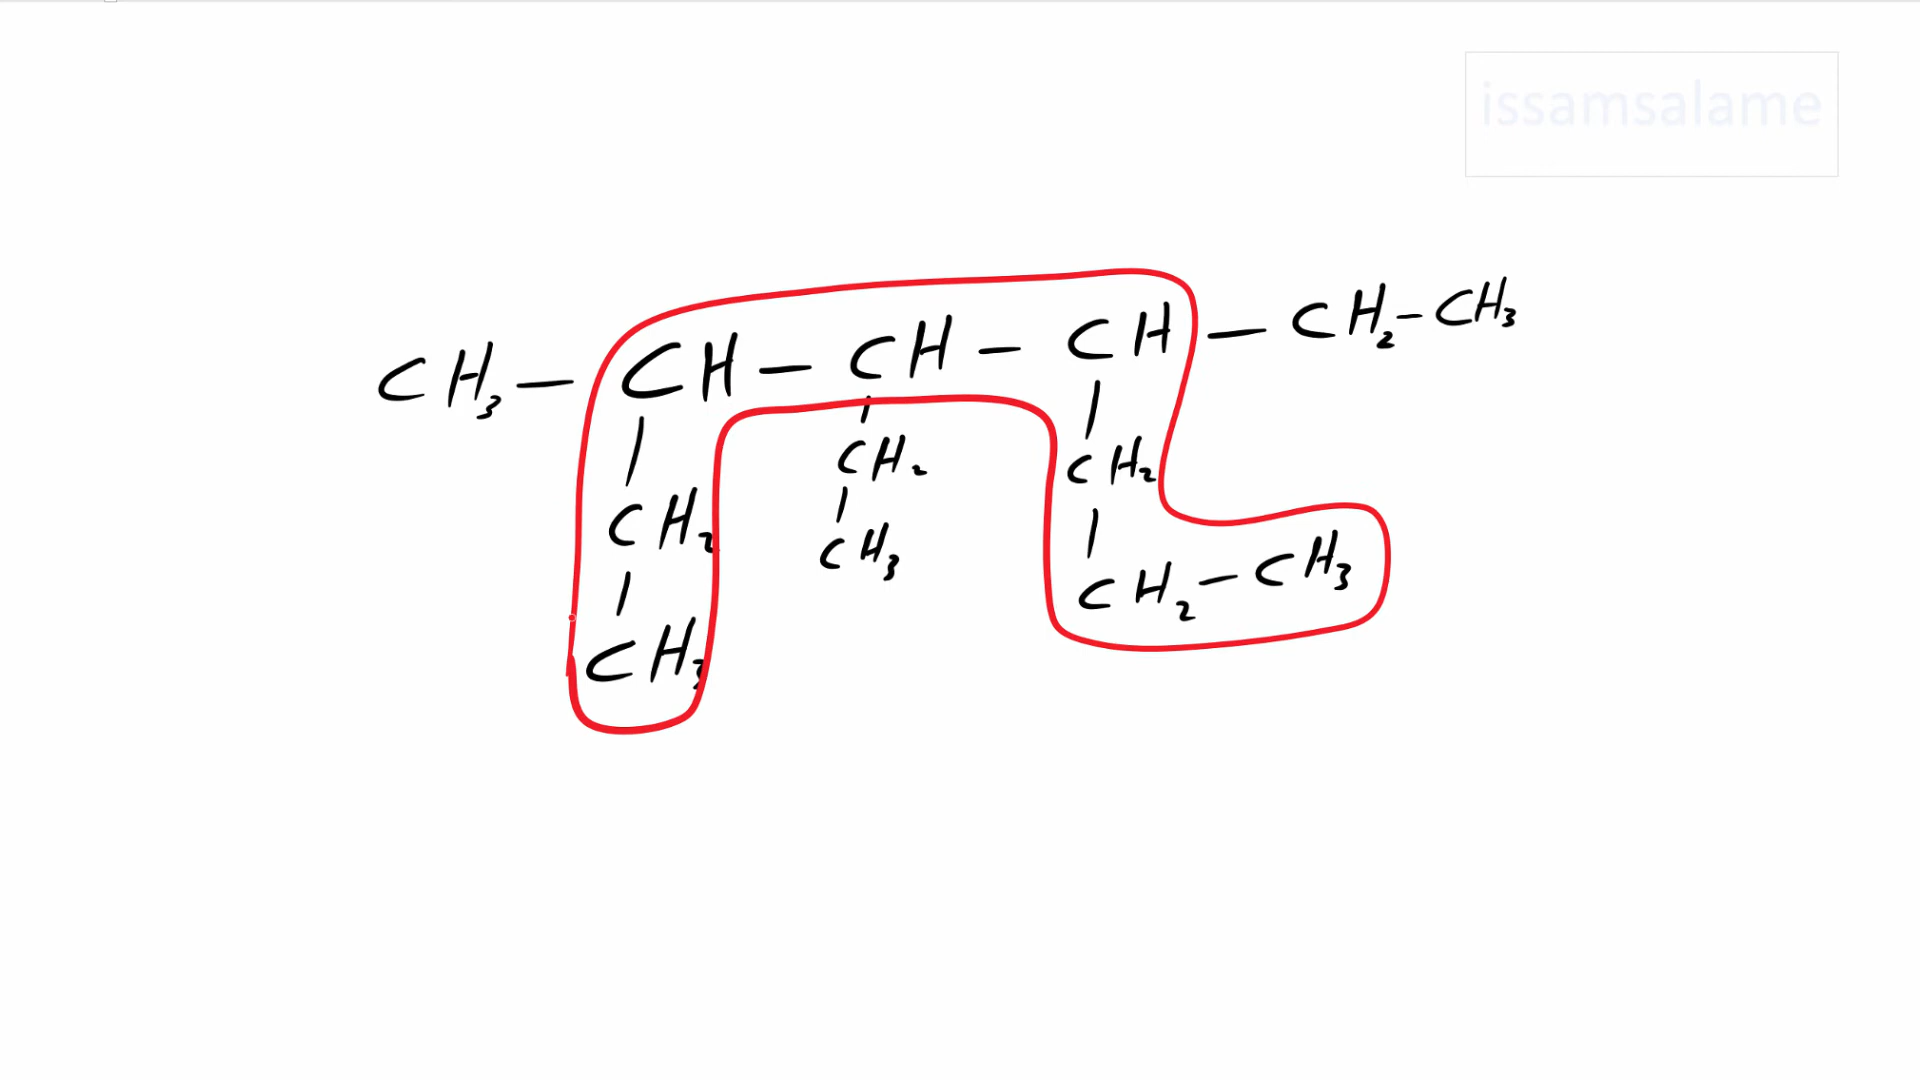 issamsalame
CH₃ — CH — CH — CH — CH₂ — CH₃
CH₂ CH₂ CH₂
CH₃ CH₃ CH₂ — CH₃